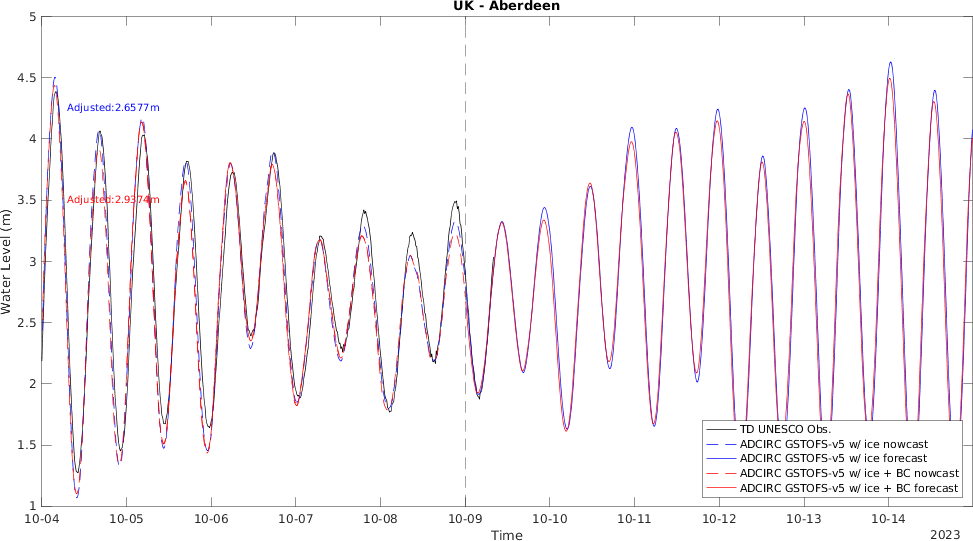 UK - Aberdeen
5
4.5
4
3.5
3
2.5
2
1.5
1
Water Level (m)
Adjusted:2.6577m
Adjusted:2.9374m
TD UNESCO Obs.
ADCIRC GSTOFS-v5 w/ ice nowcast
ADCIRC GSTOFS-v5 w/ ice forecast
ADCIRC GSTOFS-v5 w/ ice + BC nowcast
ADCIRC GSTOFS-v5 w/ ice + BC forecast
10-04 10-05 10-06 10-07 10-08 10-09 10-10 10-11 10-12 10-13 10-14
Time
2023